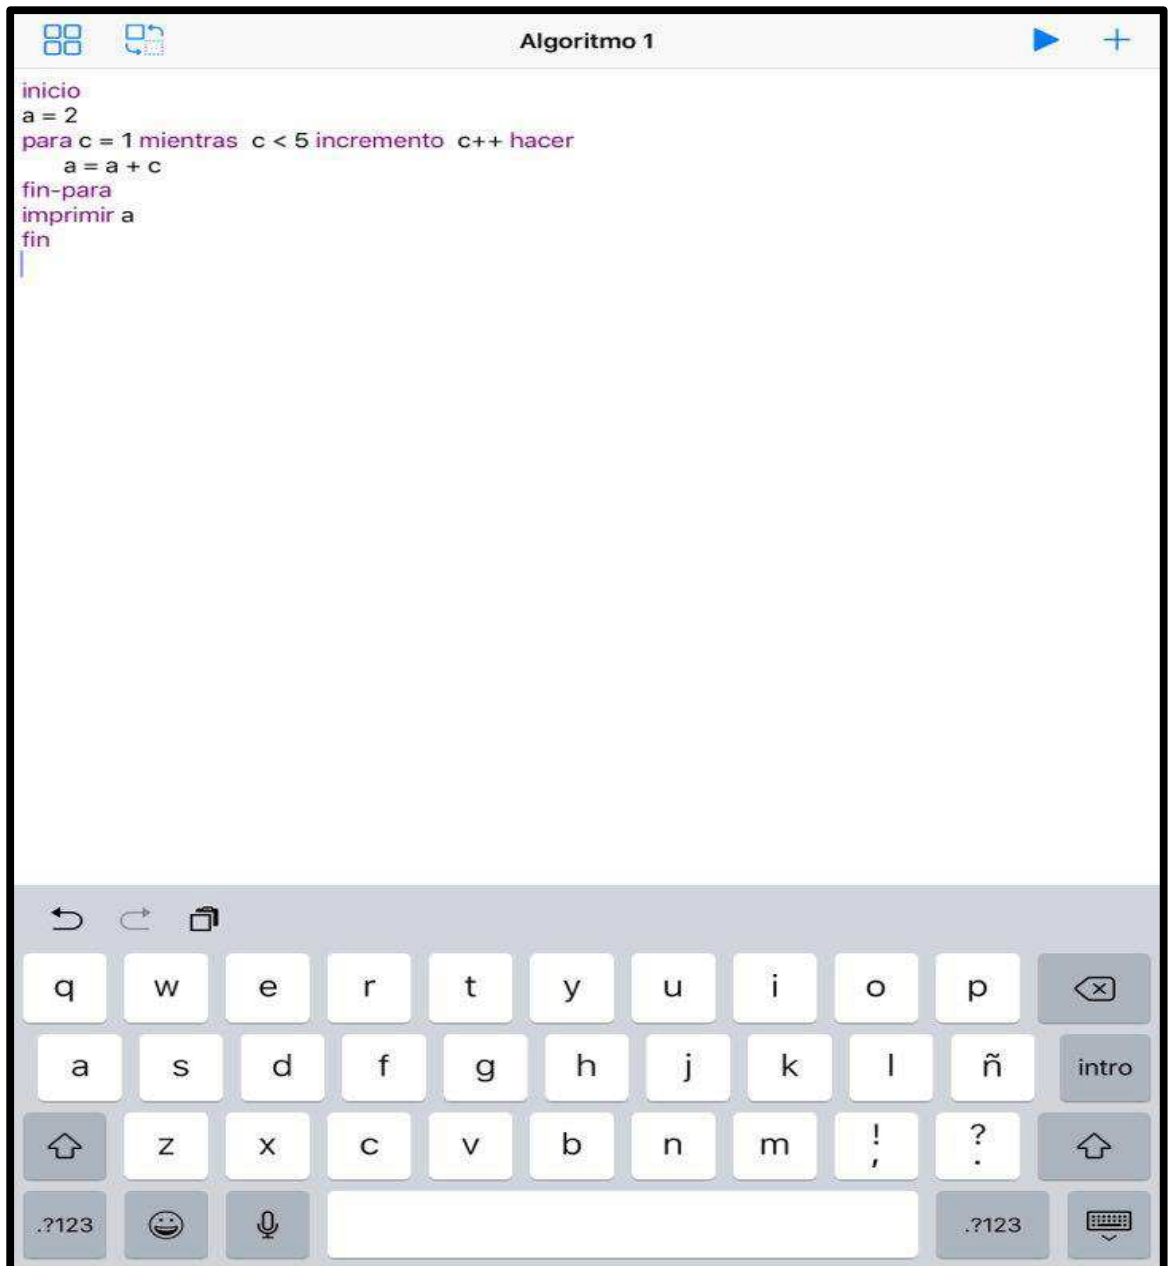 Algoritmo 1
inicio
a = 2
para c = 1 mientras  c < 5 incremento  c++ hacer
a = a + c
fin-para
imprimir a
fin
q w e r t y u i o p
a s d f g h j k l ñ intro
z x c v b n m ! , ? .
.?123 .?123